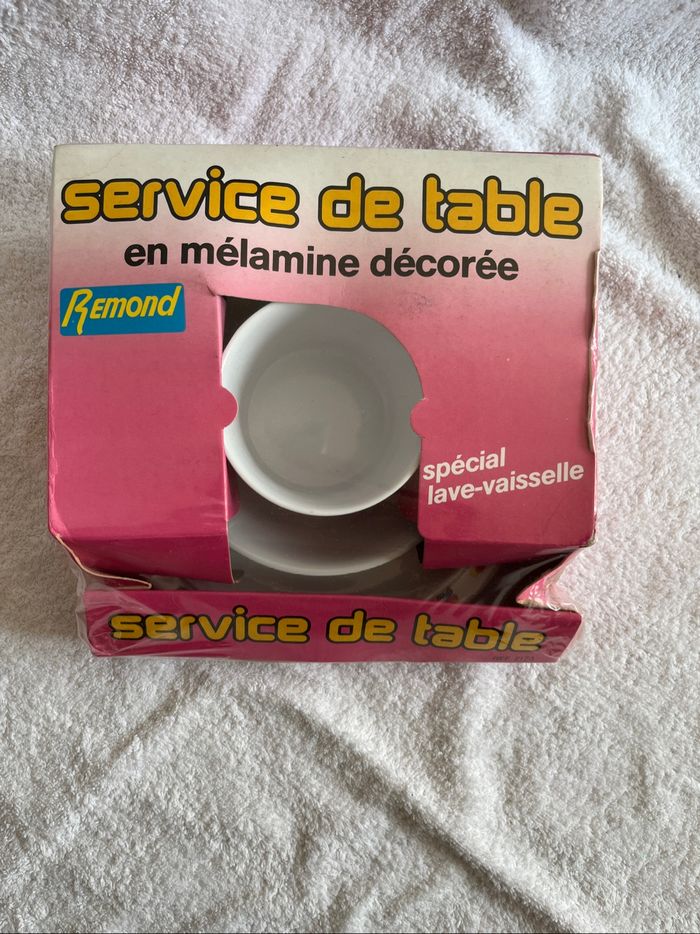 service de table
en mélamine décorée
Remond
spécial
lave-vaisselle
service de table